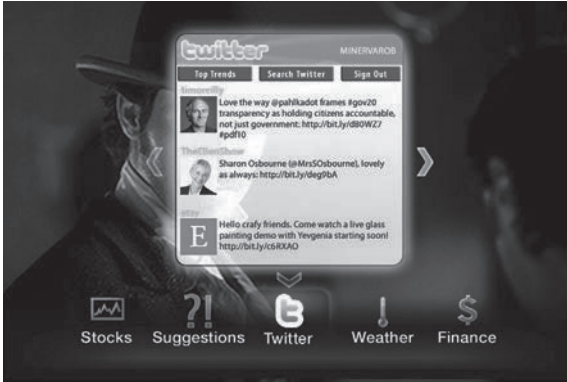 twitter
MINERVAROB
Top Trends Search Twitter Sign Out
timoreilly
Love the way @pahlkadot frames #gov20
transparency as holding citizens accountable,
not just government: http://bit.ly/d80WZ7
#pdf10
TheEllenShow
Sharon Osbourne (@MrsSOsbourne), lovely
as always: http://bit.ly/deg9bA
etsy
E
Hello crafy friends. Come watch a live glass
painting demo with Yevgenia starting soon!
http://bit.ly/c6RXAO
?! t $
Stocks Suggestions Twitter Weather Finance